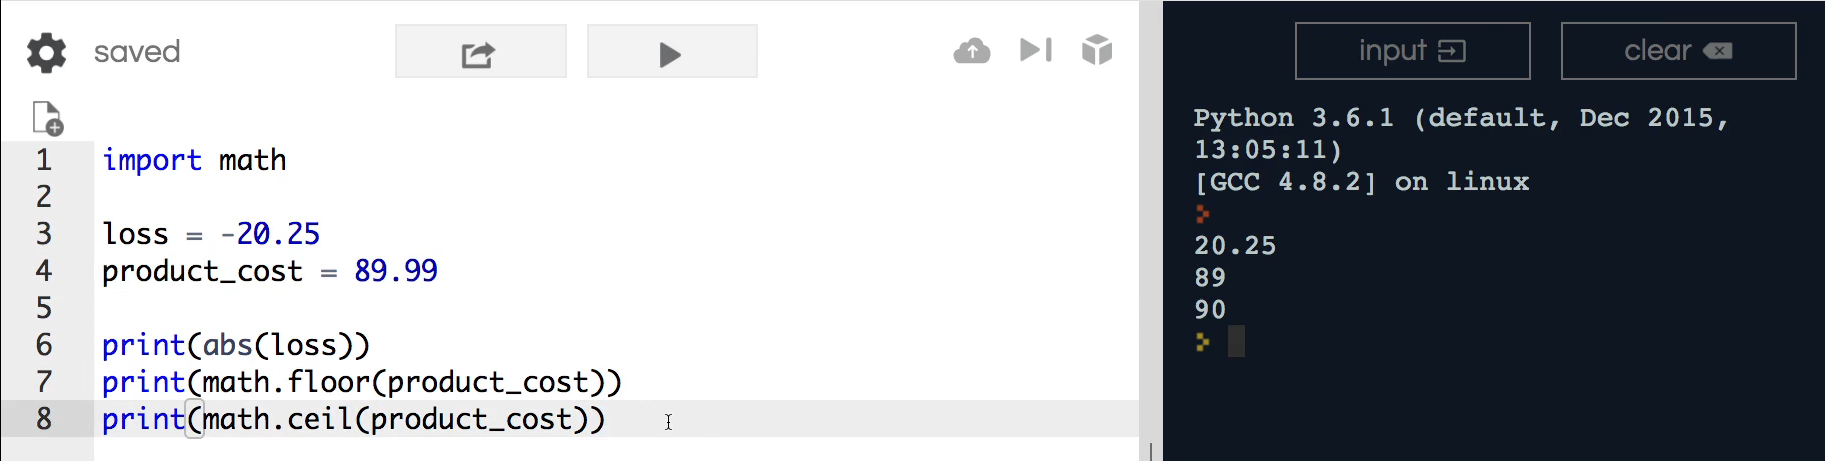 saved
input
clear
1 import math
2
3 loss = -20.25
4 product_cost = 89.99
5
6 print(abs(loss))
7 print(math.floor(product_cost))
8 print(math.ceil(product_cost))
Python 3.6.1 (default, Dec 2015,
13:05:11)
[GCC 4.8.2] on linux
20.25
89
90